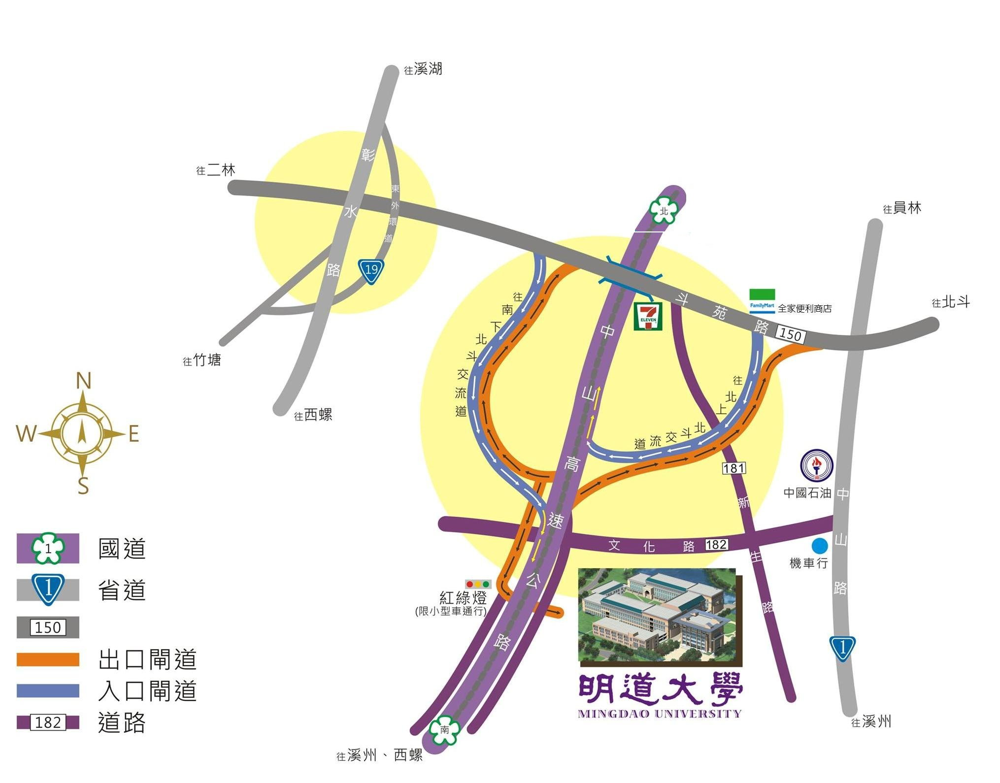 往溪湖
彰水路
往二林
東外環道
19
往竹塘
往西螺
北
往員林
往北斗
FamilyMart
全家便利商店
7
ELEVEN
斗苑路
150
往南下北斗交流道
往北上北斗交流道
中山高速公路
181
新生路
中國石油
中山路
機車行
文化路
182
紅綠燈
(限小型車通行)
1
明道大學
MINGDAO UNIVERSITY
往溪州
南
往溪州、西螺
N
W
E
S
1
國道
1
省道
150
出口閘道
入口閘道
182
道路